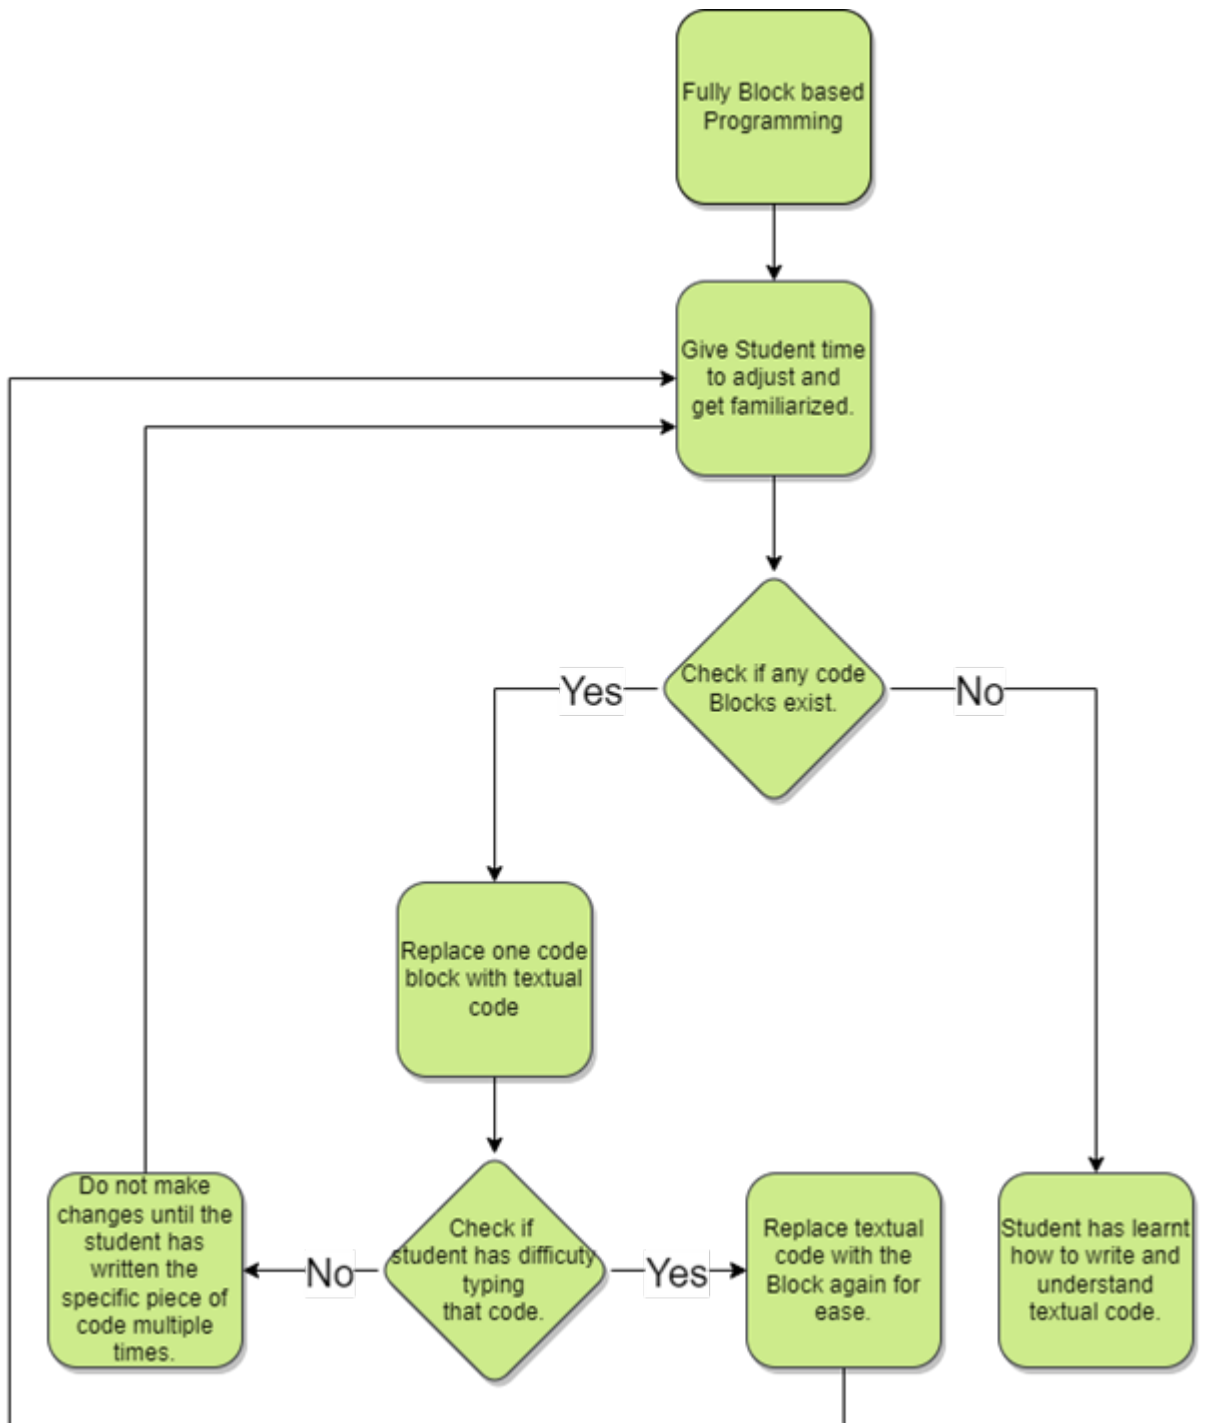 Fully Block based
Programming
Give Student time
to adjust and
get familiarized.
Check if any code
Blocks exist.
Yes
No
Replace one code
block with textual
code
Do not make
changes until the
student has
written the
specific piece of
code multiple
times.
No
Check if
student has difficuty
typing
that code.
Yes
Replace textual
code with the
Block again for
ease.
Student has learnt
how to write and
understand
textual code.